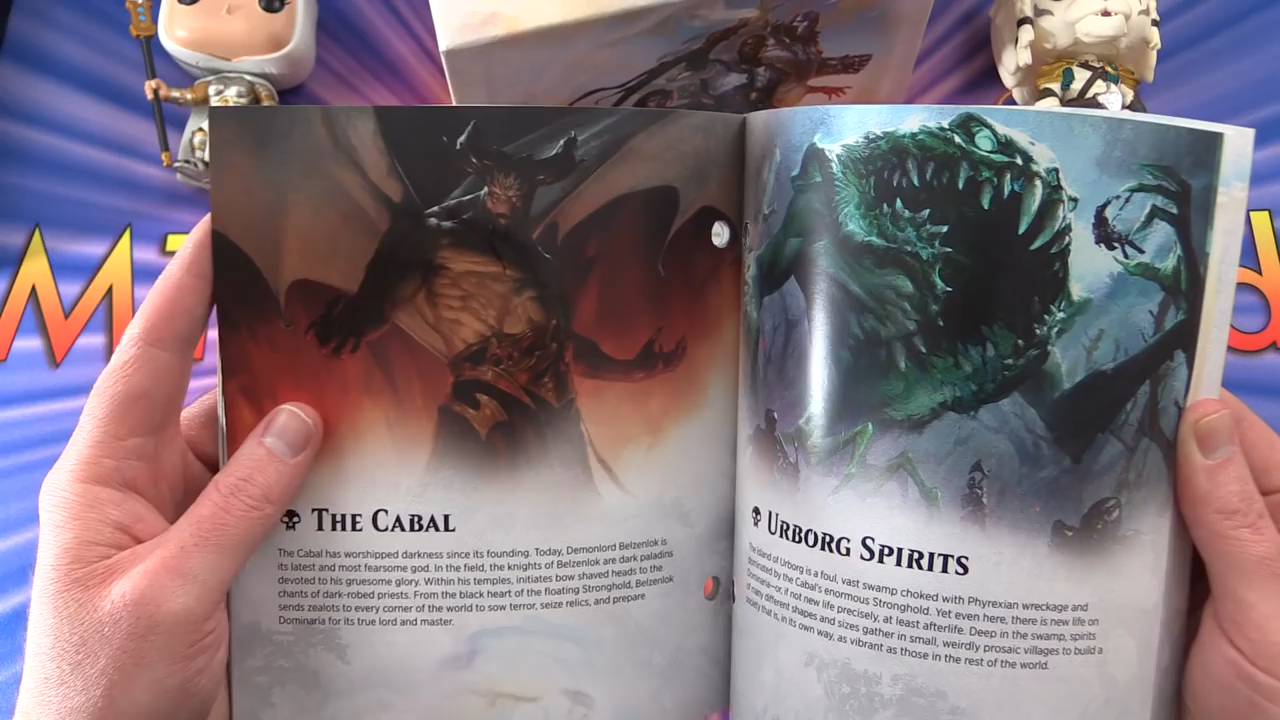 M
d
The Cabal
The Cabal has worshipped darkness since its founding. Today, Demonlord Belzenlok is
its latest and most fearsome god. In the field, the knights of Belzenlok are dark paladins
devoted to his gruesome glory. Within his temples, initiates bow shaved heads to the
chants of dark-robed priests. From the black heart of the floating Stronghold, Belzenlok
sends zealots to every corner of the world to sow terror, seize relics, and prepare
Dominaria for its true lord and master.
Urborg Spirits
The island of Urborg is a foul, vast swamp choked with Phyrexian wreckage and
dominated by the Cabal's enormous Stronghold. Yet even here, there is new life on
Dominaria—or, if not new life precisely, at least afterlife. Deep in the swamp, spirits
of many different shapes and sizes gather in small, weirdly prosaic villages to build a
society that is, in its own way, as vibrant as those in the rest of the world.